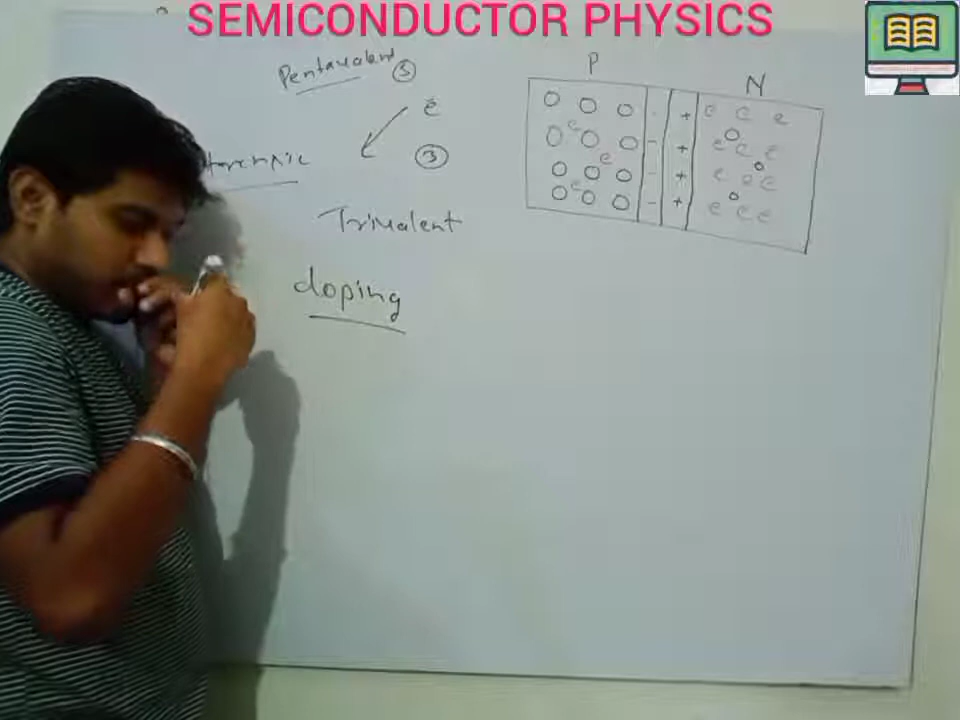 SEMICONDUCTOR PHYSICS
Pentavalent 5
e
3
Trivalent
doping
P N
- + e e e
e - + e e e
e - + e e e
e - + e e e